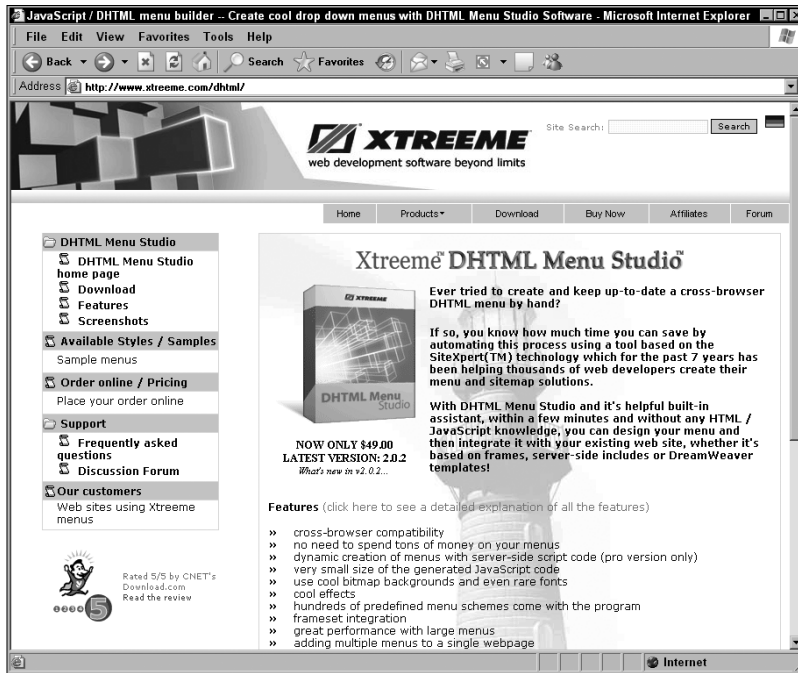 JavaScript / DHTML menu builder -- Create cool drop down menus with DHTML Menu Studio Software - Microsoft Internet Explorer
File Edit View Favorites Tools Help
Back Search Favorites
Address http://www.xtreeme.com/dhtml/
XTREEME
web development software beyond limits
Site Search: Search
Home Products Download Buy Now Affiliates Forum
DHTML Menu Studio
DHTML Menu Studio
home page
Download
Features
Screenshots
Available Styles / Samples
Sample menus
Order online / Pricing
Place your order online
Support
Frequently asked
questions
Discussion Forum
Our customers
Web sites using Xtreeme
menus
Rated 5/5 by CNET's
Download.com
Read the review
5
Xtreeme™ DHTML Menu Studio™
XTREEME
DHTML Menu
Studio
NOW ONLY $49.00
LATEST VERSION: 2.0.2
What's new in v2.0.2...
Ever tried to create and keep up-to-date a cross-browser
DHTML menu by hand?
If so, you know how much time you can save by
automating this process using a tool based on the
SiteXpert(TM) technology which for the past 7 years has
been helping thousands of web developers create their
menu and sitemap solutions.
With DHTML Menu Studio and it's helpful built-in
assistant, within a few minutes and without any HTML /
JavaScript knowledge, you can design your menu and
then integrate it with your existing web site, whether it's
based on frames, server-side includes or DreamWeaver
templates!
Features (click here to see a detailed explanation of all the features)
» cross-browser compatibility
» no need to spend tons of money on your menus
» dynamic creation of menus with server-side script code (pro version only)
» very small size of the generated JavaScript code
» use cool bitmap backgrounds and even rare fonts
» cool effects
» hundreds of predefined menu schemes come with the program
» frameset integration
» great performance with large menus
» adding multiple menus to a single webpage
Internet